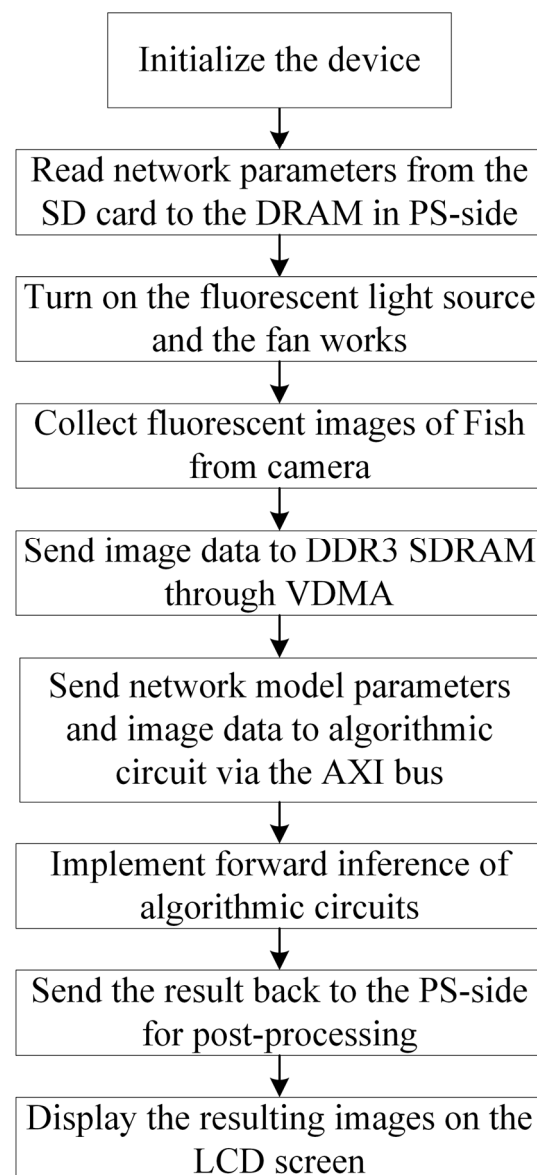 Initialize the device
Read network parameters from the
SD card to the DRAM in PS-side
Turn on the fluorescent light source
and the fan works
Collect fluorescent images of Fish
from camera
Send image data to DDR3 SDRAM
through VDMA
Send network model parameters
and image data to algorithmic
circuit via the AXI bus
Implement forward inference of
algorithmic circuits
Send the result back to the PS-side
for post-processing
Display the resulting images on the
LCD screen